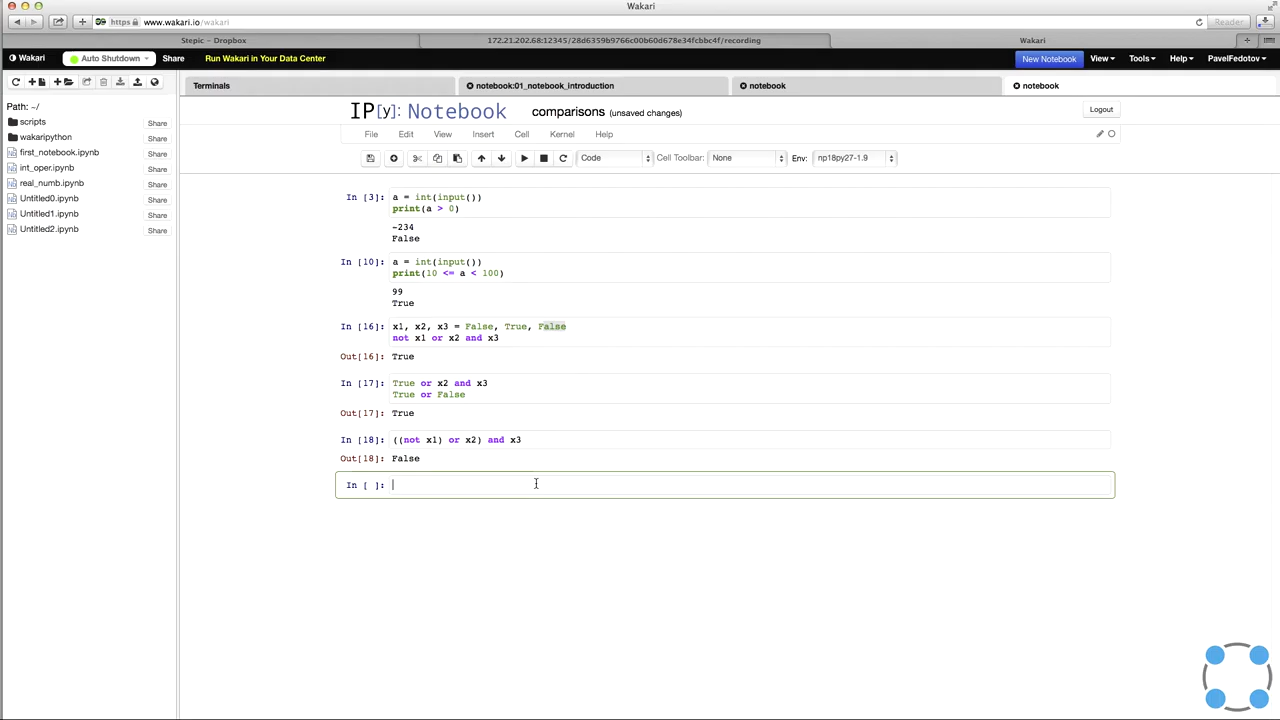 Wakari
https www.wakari.io/wakari
Reader
Stepic - Dropbox
172.21.202.68:12345/28d6359b9766c00b60d678e34fcbbc4f/recording
Wakari
Wakari
Auto Shutdown
Share
Run Wakari in Your Data Center
New Notebook
View
Tools
Help
PavelFedotov
Terminals
notebook:01_notebook_introduction
notebook
notebook
Path: ~/
scripts Share
wakaripython Share
first_notebook.ipynb Share
int_oper.ipynb Share
real_numb.ipynb Share
Untitled0.ipynb Share
Untitled1.ipynb Share
Untitled2.ipynb Share
IP[y]: Notebook comparisons (unsaved changes)
Logout
File Edit View Insert Cell Kernel Help
Code Cell Toolbar: None Env: np18py27-1.9
In [3]: a = int(input())
print(a > 0)
-234
False
In [10]: a = int(input())
print(10 <= a < 100)
99
True
In [16]: x1, x2, x3 = False, True, False
not x1 or x2 and x3
Out[16]: True
In [17]: True or x2 and x3
True or False
Out[17]: True
In [18]: ((not x1) or x2) and x3
Out[18]: False
In [ ]: